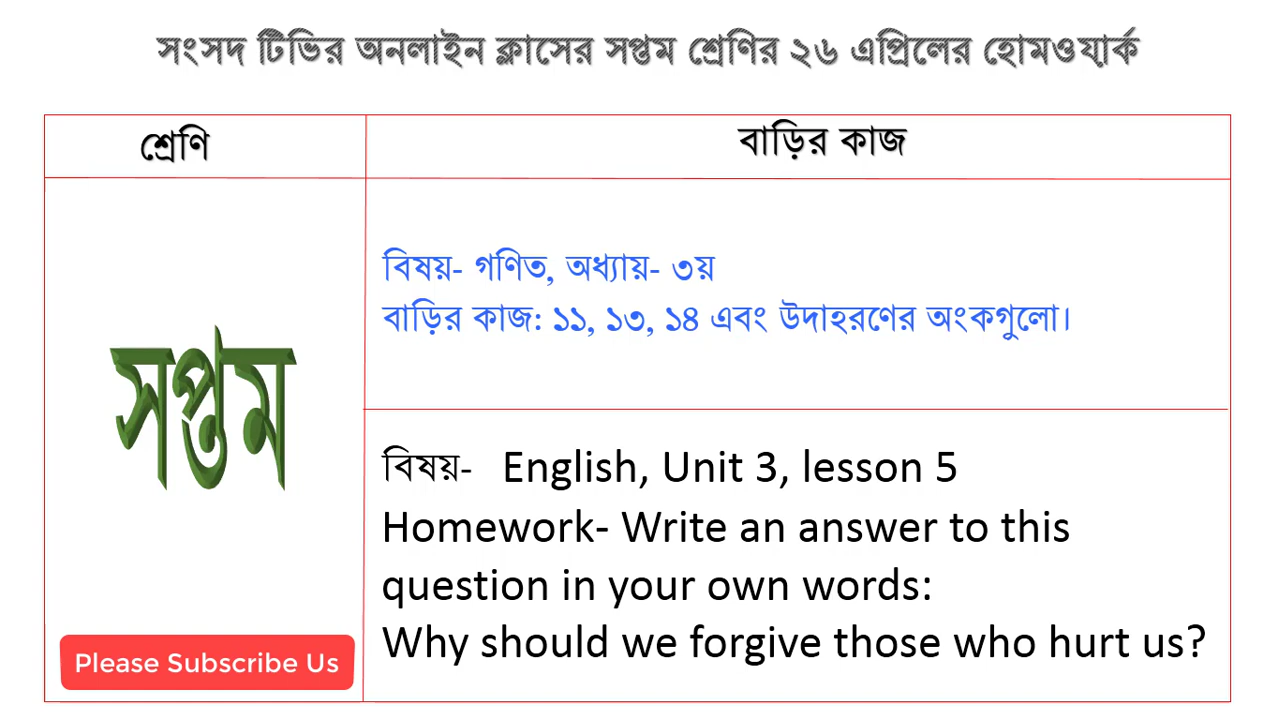 সংসদ টিভির অনলাইন ক্লাসের সপ্তম শ্রেণির ২৬ এপ্রিলের হোমওয্যার্ক
শ্রেণি
বাড়ির কাজ
সপ্তম
বিষয়- গণিত, অধ্যায়- ৩য়
বাড়ির কাজ: ১১, ১৩, ১৪ এবং উদাহরণের অংকগুলো।
বিষয়- English, Unit 3, lesson 5
Homework- Write an answer to this
question in your own words:
Why should we forgive those who hurt us?
Please Subscribe Us